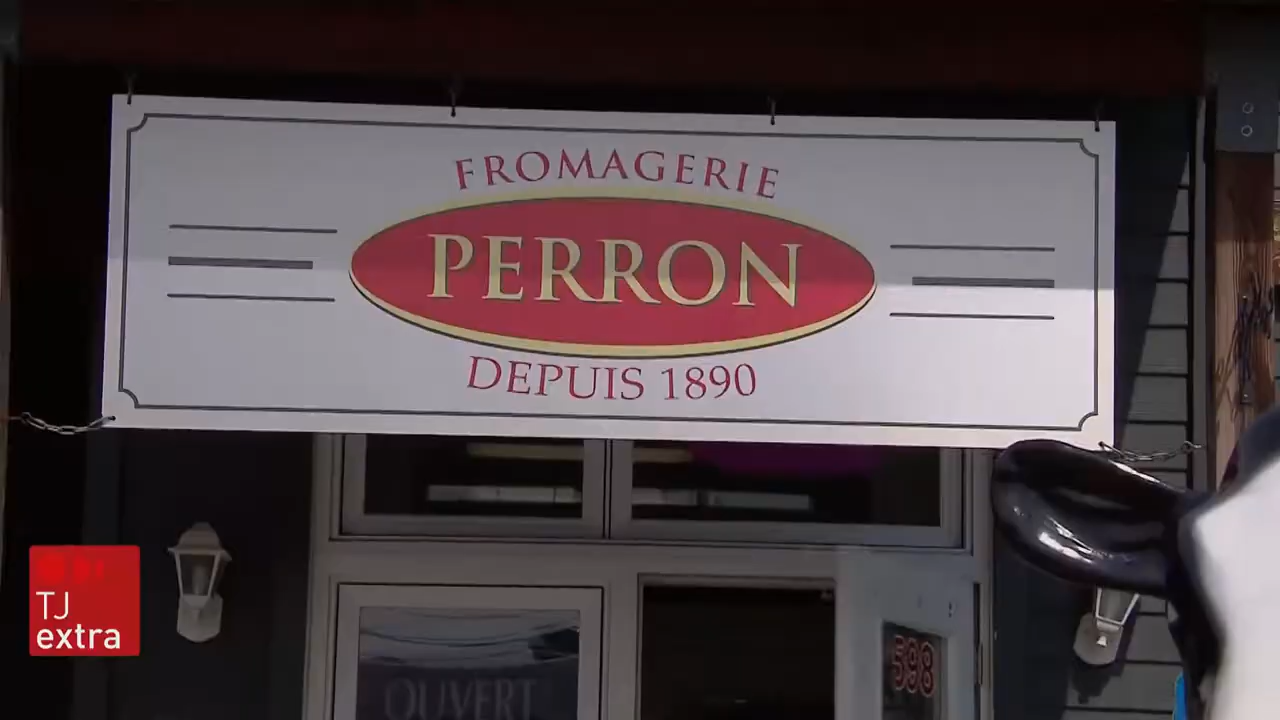 FROMAGERIE
PERRON
DEPUIS 1890
TJ
extra
OUVERT
598